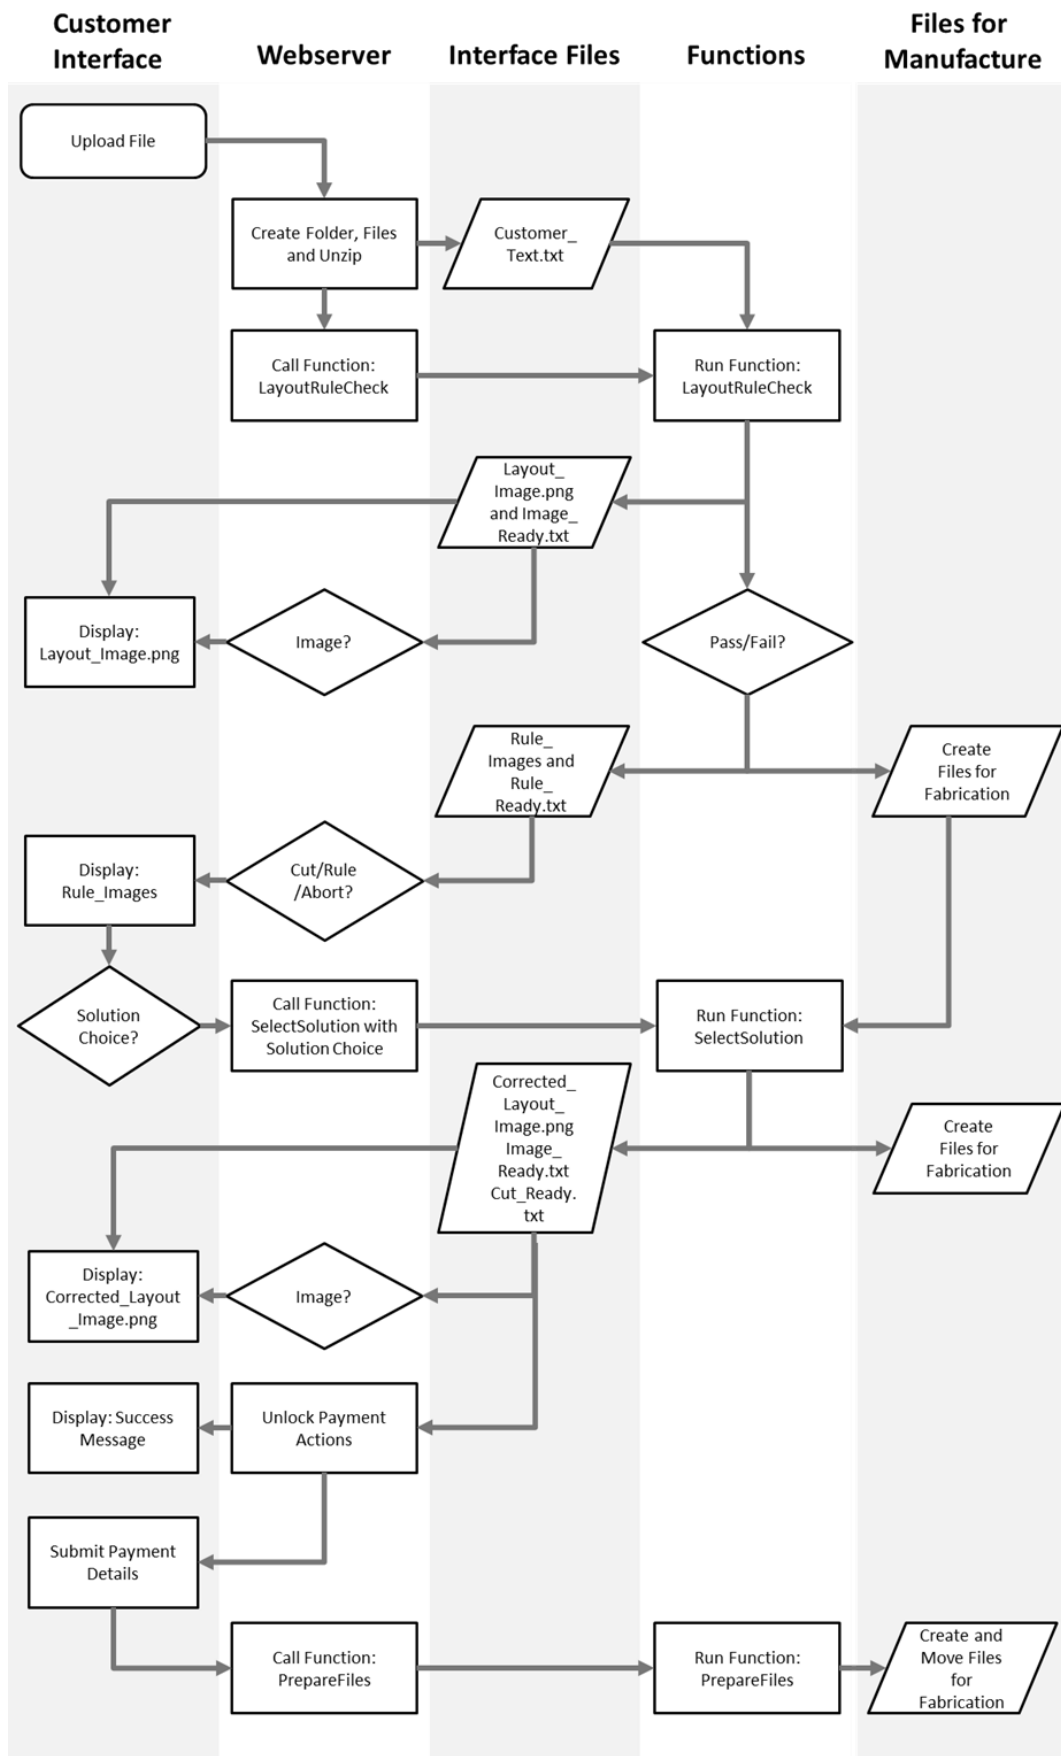 Customer
Interface
Webserver
Interface Files
Functions
Files for
Manufacture
Upload File
Create Folder, Files
and Unzip
Customer_
Text.txt
Call Function:
LayoutRuleCheck
Run Function:
LayoutRuleCheck
Layout_
Image.png
and Image_
Ready.txt
Display:
Layout_Image.png
Image?
Pass/Fail?
Rule_
Images and
Rule_
Ready.txt
Create
Files for
Fabrication
Display:
Rule_Images
Cut/Rule
/Abort?
Solution
Choice?
Call Function:
SelectSolution with
Solution Choice
Run Function:
SelectSolution
Corrected_
Layout_
Image.png
Image_
Ready.txt
Cut_Ready.
txt
Create
Files for
Fabrication
Display:
Corrected_Layout
_Image.png
Image?
Display: Success
Message
Unlock Payment
Actions
Submit Payment
Details
Call Function:
PrepareFiles
Run Function:
PrepareFiles
Create and
Move Files
for
Fabrication